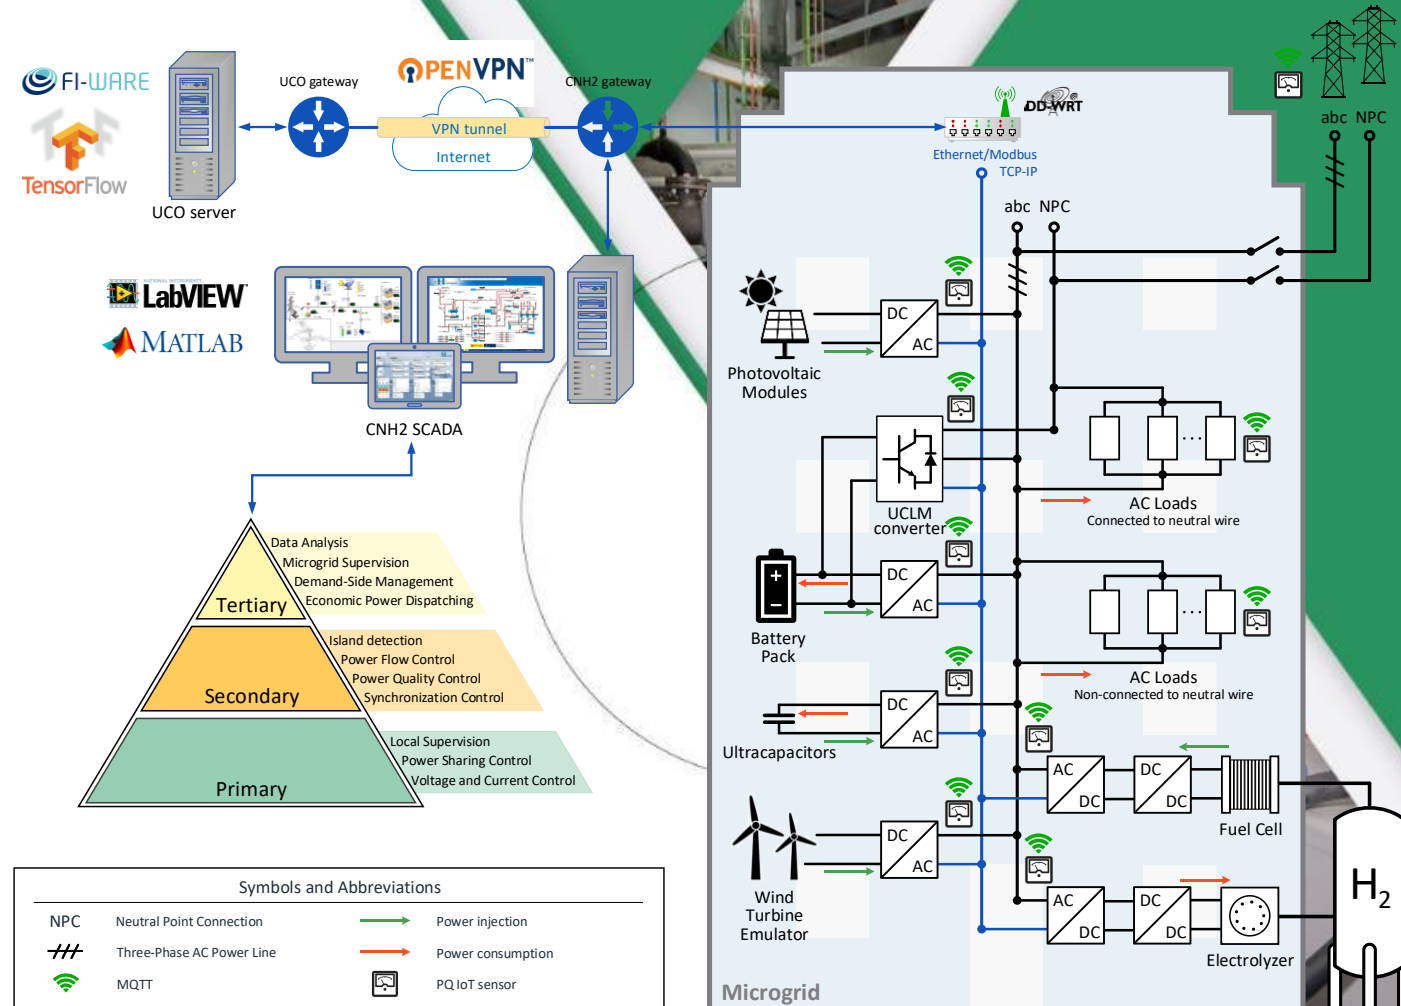 FI-WARE
TensorFlow
UCO server
UCO gateway
OPENVPN™
VPN tunnel
Internet
CNH2 gateway
DD-WRT
Ethernet/Modbus
TCP-IP
abc NPC
abc NPC
NATIONAL INSTRUMENTS
LabVIEW
MATLAB
CNH2 SCADA
Data Analysis
Microgrid Supervision
Demand-Side Management
Economic Power Dispatching
Tertiary
Island detection
Power Flow Control
Power Quality Control
Synchronization Control
Secondary
Local Supervision
Power Sharing Control
Voltage and Current Control
Primary
DC
AC
Photovoltaic
Modules
UCLM
converter
AC Loads
Connected to neutral wire
DC
AC
Battery
Pack
AC Loads
Non-connected to neutral wire
DC
AC
Ultracapacitors
AC
DC
DC
DC
Fuel Cell
DC
AC
Wind
Turbine
Emulator
AC
DC
DC
DC
Electrolyzer
H2
Microgrid
Symbols and Abbreviations
NPC Neutral Point Connection
Power injection
Three-Phase AC Power Line
Power consumption
MQTT
PQ IoT sensor